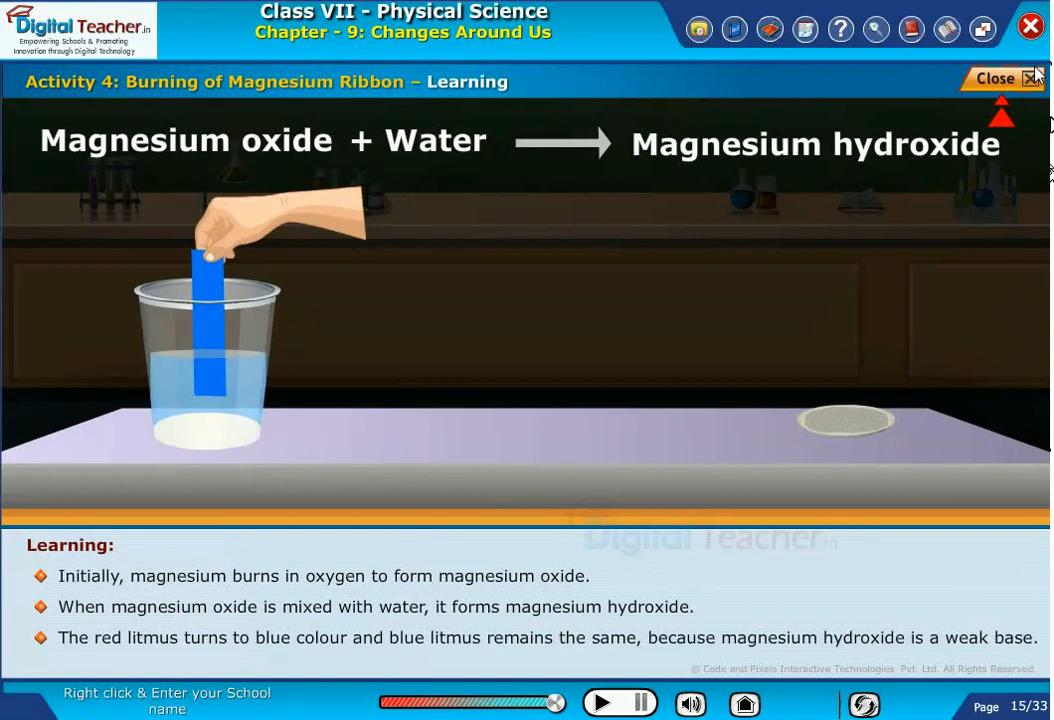 Digital Teacher.in
Empowering Schools & Promoting
Innovation through Digital Technology
Class VII - Physical Science
Chapter - 9: Changes Around Us
Activity 4: Burning of Magnesium Ribbon – Learning
Close
Magnesium oxide + Water Magnesium hydroxide
Digital Teacher.in
Learning:
Initially, magnesium burns in oxygen to form magnesium oxide.
When magnesium oxide is mixed with water, it forms magnesium hydroxide.
The red litmus turns to blue colour and blue litmus remains the same, because magnesium hydroxide is a weak base.
© Code and Pixels Interactive Technologies Pvt. Ltd. All Rights Reserved.
Right click & Enter your School
name
Page 15/33